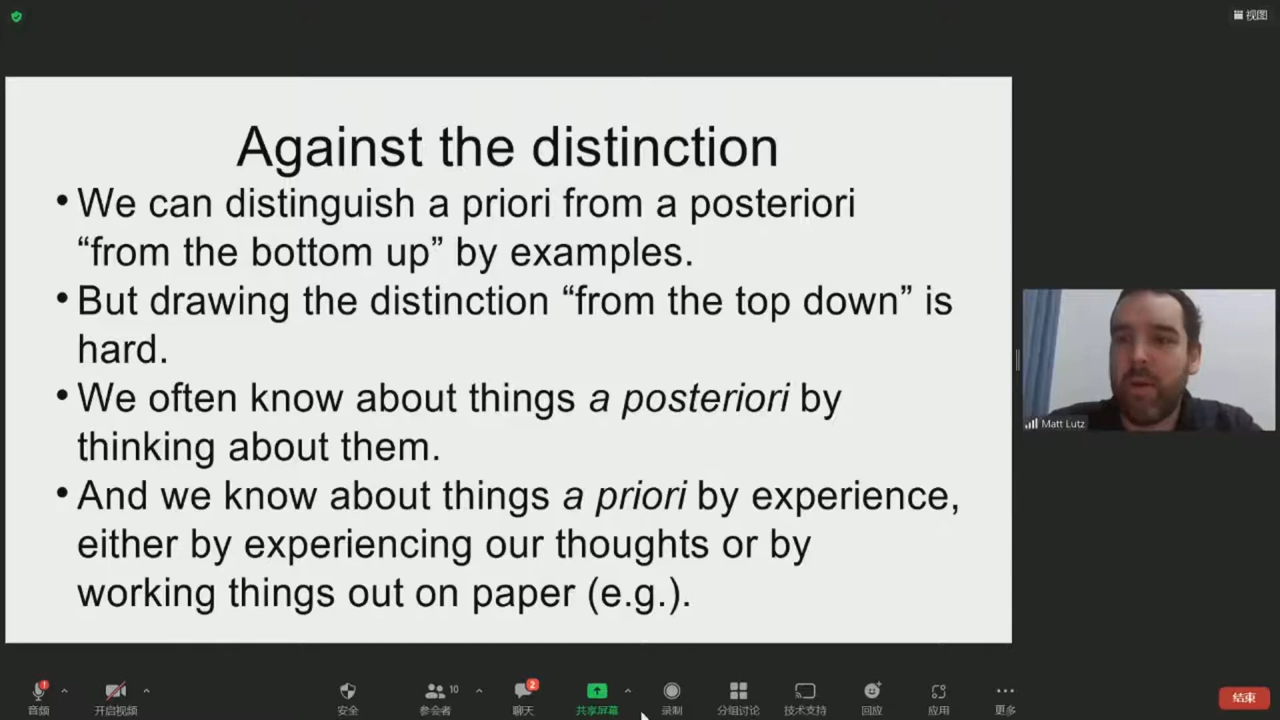 视图
Against the distinction
• We can distinguish a priori from a posteriori
“from the bottom up” by examples.
• But drawing the distinction “from the top down” is
hard.
• We often know about things a posteriori by
thinking about them.
• And we know about things a priori by experience,
either by experiencing our thoughts or by
working things out on paper (e.g.).
Matt Lutz
音频
开启视频
安全
参会者 10
聊天 2
共享屏幕
录制
分组讨论
技术支持
回应
应用
更多
结束